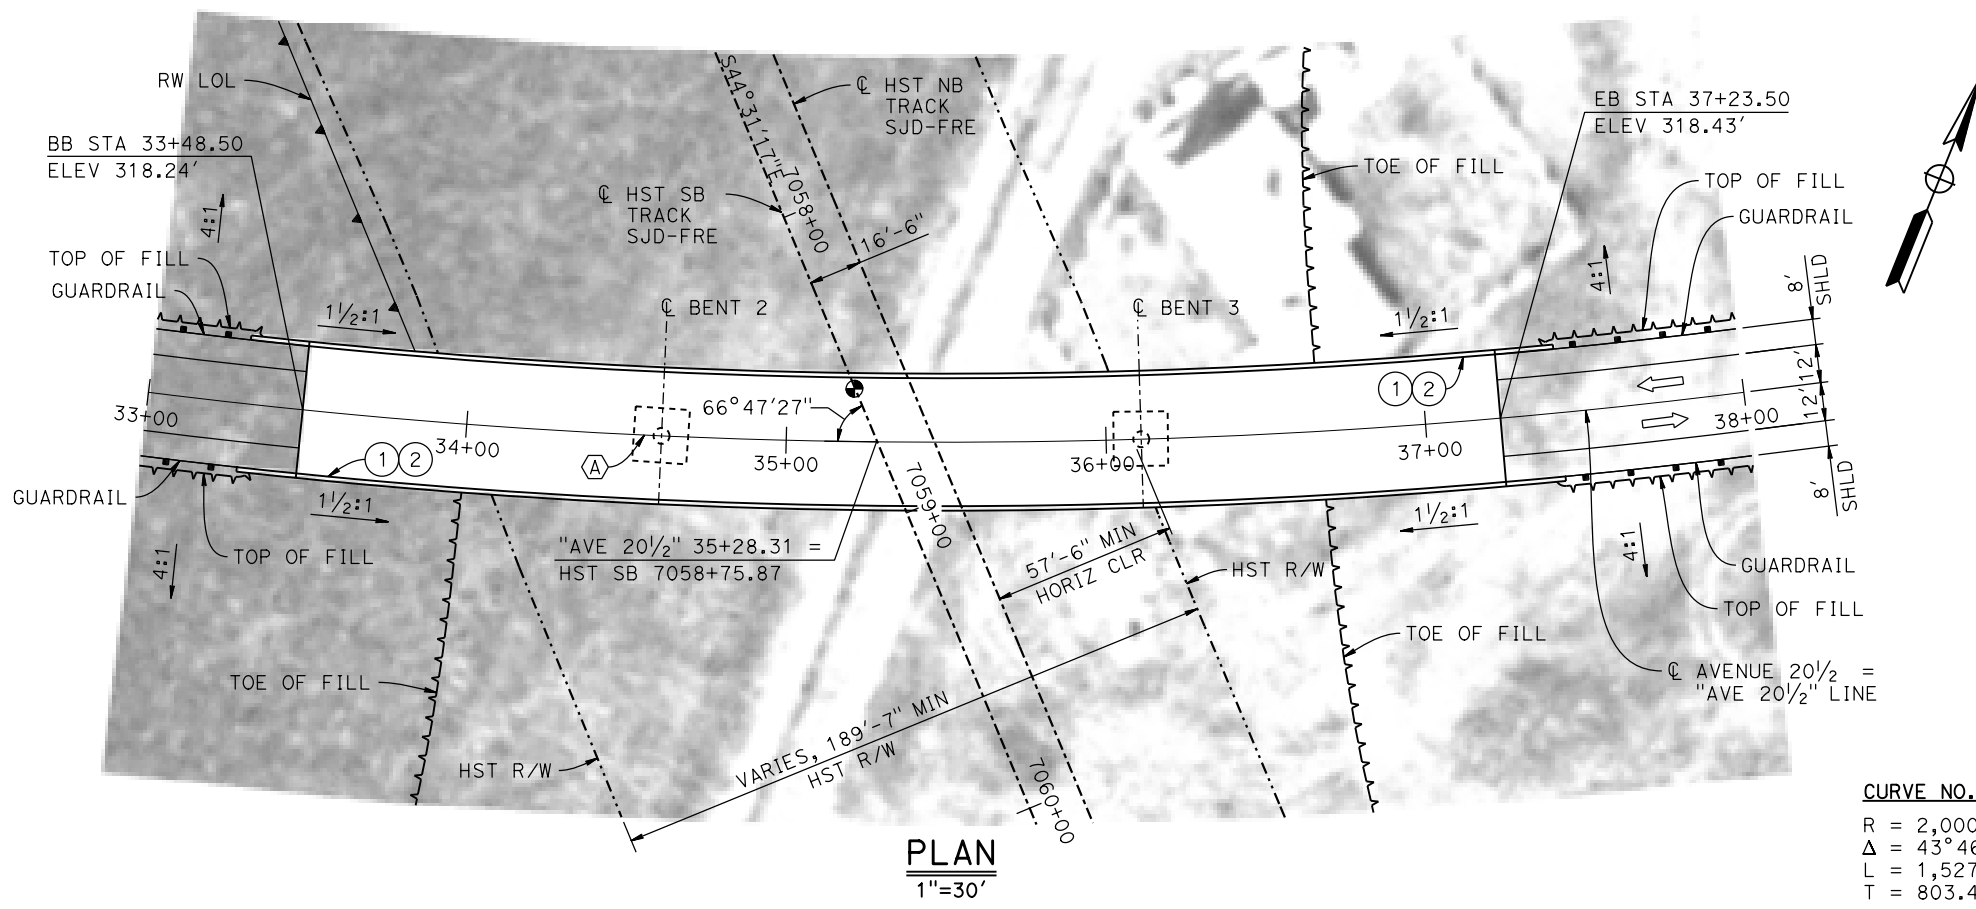 RW LOL
BB STA 33+48.50
ELEV 318.24'
4:1
TOP OF FILL
GUARDRAIL
1½:1
33+00
GUARDRAIL
1½:1
4:1
TOP OF FILL
TOE OF FILL
1 2
34+00
℄ HST SB
TRACK
SJD-FRE
S44°31'17"E
7058+00
16'-6"
℄ HST NB
TRACK
SJD-FRE
℄ BENT 2
66°47'27"
A
35+00
"AVE 20½" 35+28.31 =
HST SB 7058+75.87
HST R/W
7059+00
57'-6" MIN
HORIZ CLR
VARIES, 189'-7" MIN
HST R/W
7060+00
℄ BENT 3
36+00
HST R/W
EB STA 37+23.50
ELEV 318.43'
TOE OF FILL
TOP OF FILL
GUARDRAIL
4:1
1½:1
1 2
37+00
38+00
8'
SHLD
12'
12'
8'
SHLD
1½:1
4:1
GUARDRAIL
TOP OF FILL
TOE OF FILL
℄ AVENUE 20½ =
"AVE 20½" LINE
PLAN
1"=30'
CURVE NO.
R = 2,000
Δ = 43°46
L = 1,527
T = 803.4